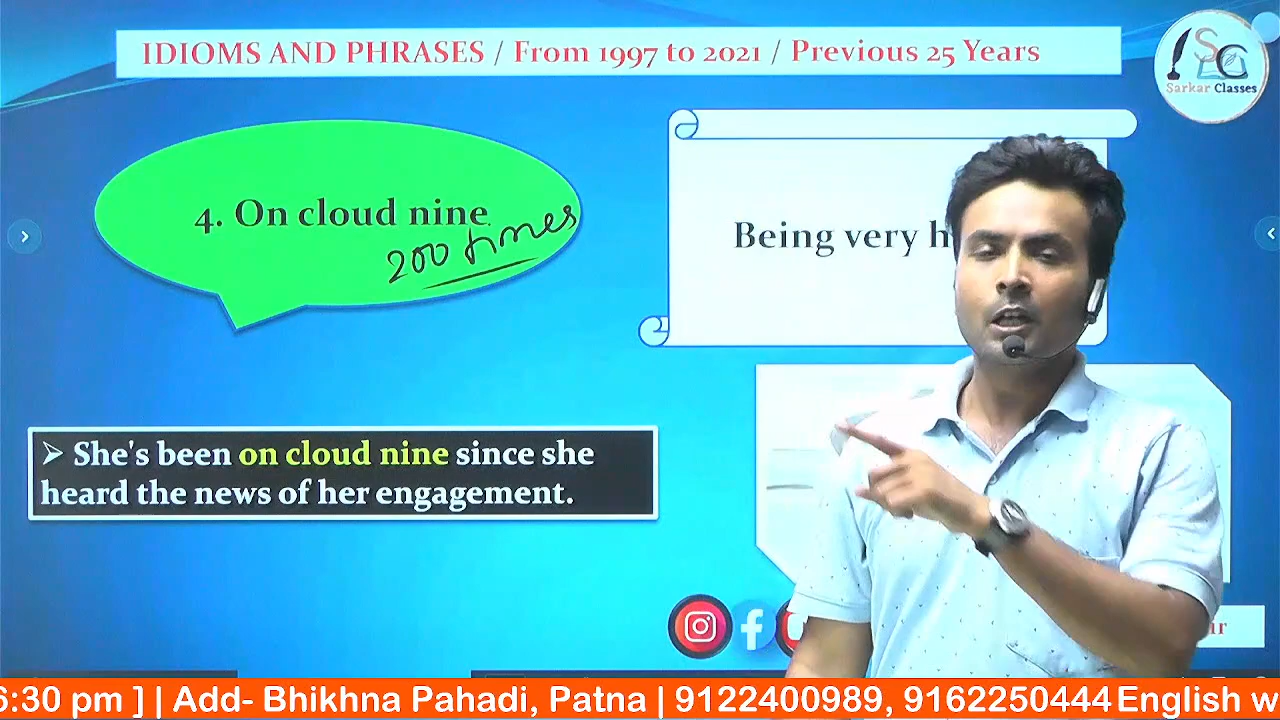 IDIOMS AND PHRASES / From 1997 to 2021 / Previous 25 Years
SC
Sarkar Classes
4. On cloud nine
200 times
Being very h
➢ She's been on cloud nine since she
heard the news of her engagement.
ir
6:30 pm ] | Add- Bhikhna Pahadi, Patna | 9122400989, 9162250444 English w